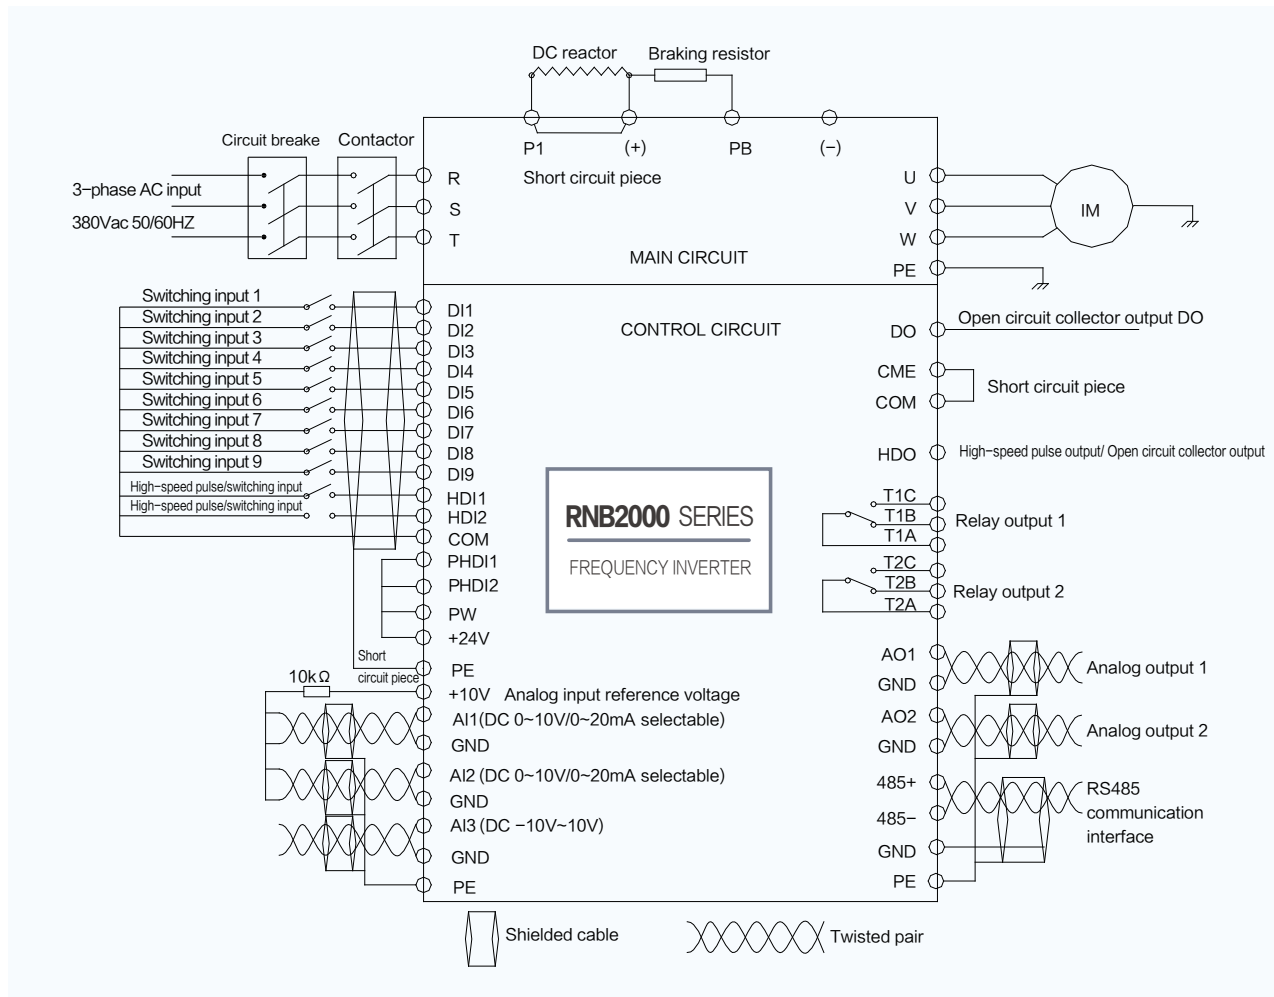 DC reactor
Braking resistor
Circuit breake
Contactor
P1
(+)
PB
(−)
3−phase AC input
380Vac 50/60HZ
R
S
T
Short circuit piece
U
V
W
PE
IM
MAIN CIRCUIT
CONTROL CIRCUIT
Switching input 1
Switching input 2
Switching input 3
Switching input 4
Switching input 5
Switching input 6
Switching input 7
Switching input 8
Switching input 9
High−speed pulse/switching input
High−speed pulse/switching input
DI1
DI2
DI3
DI4
DI5
DI6
DI7
DI8
DI9
HDI1
HDI2
COM
PHDI1
PHDI2
PW
+24V
PE
Short
circuit piece
10kΩ
+10V Analog input reference voltage
AI1(DC 0~10V/0~20mA selectable)
GND
AI2 (DC 0~10V/0~20mA selectable)
GND
AI3 (DC −10V~10V)
GND
PE
RNB2000 SERIES
FREQUENCY INVERTER
DO
Open circuit collector output DO
CME
COM
Short circuit piece
HDO
High−speed pulse output/ Open circuit collector output
T1C
T1B
T1A
Relay output 1
T2C
T2B
T2A
Relay output 2
AO1
GND
Analog output 1
AO2
GND
Analog output 2
485+
485−
RS485
communication
interface
GND
PE
Shielded cable
Twisted pair